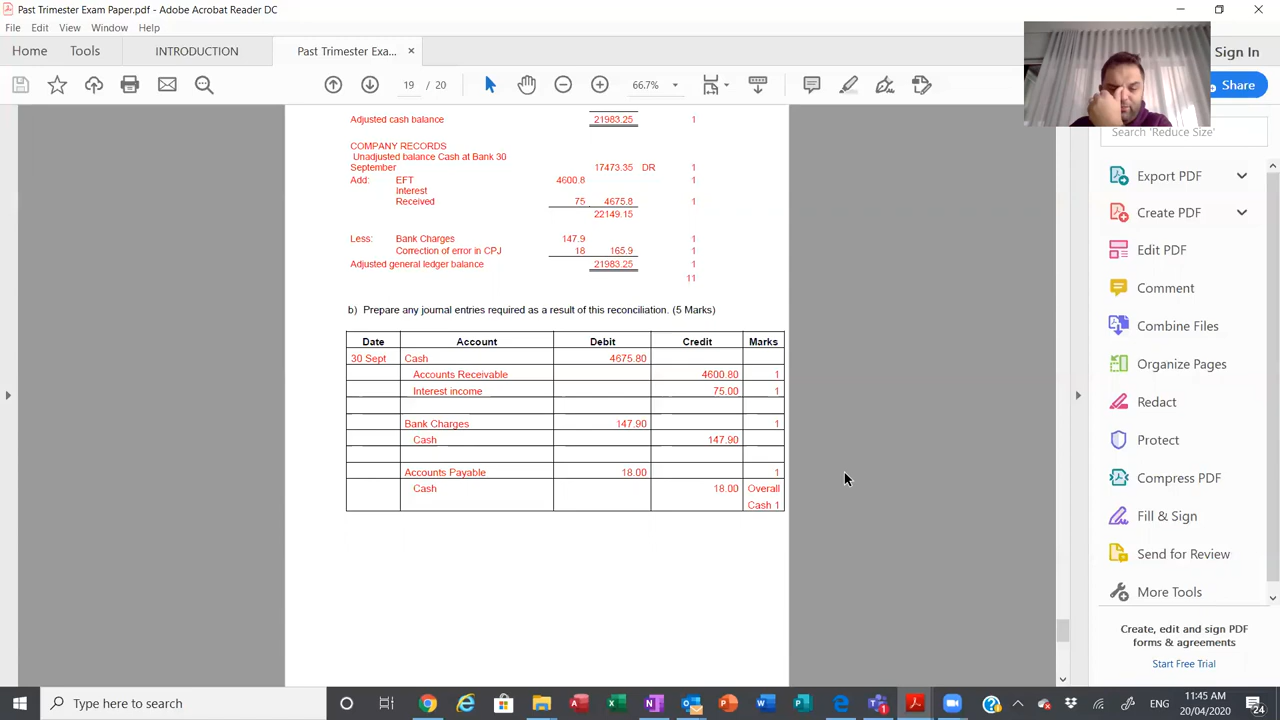 Past Trimester Exam Paper.pdf - Adobe Acrobat Reader DC
File Edit View Window Help
Home Tools INTRODUCTION Past Trimester Exa... × Sign In
19 / 20 66.7% Share
Search 'Reduce Size'
Adjusted cash balance 21983.25 1
COMPANY RECORDS
Unadjusted balance Cash at Bank 30
September 17473.35 DR 1
Add: EFT 4600.8 1
Interest
Received 75 4675.8 1
22149.15
Less: Bank Charges 147.9 1
Correction of error in CPJ 18 165.9 1
Adjusted general ledger balance 21983.25 1
11
b) Prepare any journal entries required as a result of this reconciliation. (5 Marks)
Date Account Debit Credit Marks
30 Sept Cash 4675.80
Accounts Receivable 4600.80 1
Interest income 75.00 1
Bank Charges 147.90 1
Cash 147.90
Accounts Payable 18.00 1
Cash 18.00 Overall
Cash 1
Export PDF
Create PDF
Edit PDF
Comment
Combine Files
Organize Pages
Redact
Protect
Compress PDF
Fill & Sign
Send for Review
More Tools
Create, edit and sign PDF
forms & agreements
Start Free Trial
Type here to search
ENG
11:45 AM
20/04/2020
24